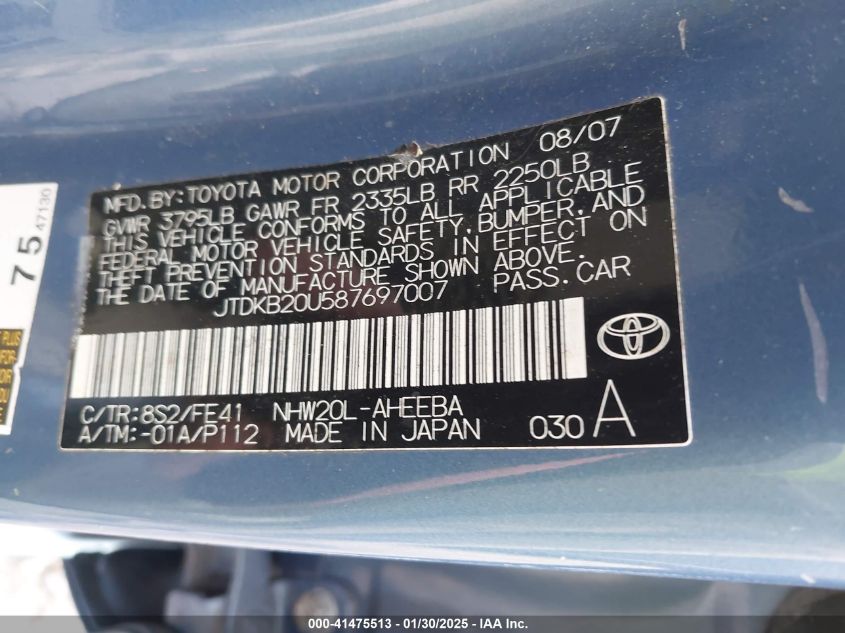 MFD.BY:TOYOTA MOTOR CORPORATION 08/07
GVWR 3795LB GAWR FR 2335LB RR 2250LB
THIS VEHICLE CONFORMS TO ALL APPLICABLE
FEDERAL MOTOR VEHICLE SAFETY,BUMPER,AND
THEFT PREVENTION STANDARDS IN EFFECT ON
THE DATE OF MANUFACTURE SHOWN ABOVE.
JTDKB20U587697007 PASS.CAR
C/TR:8S2/FE41 NHW20L-AHEEBA
A/TM:-01A/P112 MADE IN JAPAN 030 A
75 47130
PLUS
000-41475513 - 01/30/2025 - IAA Inc.